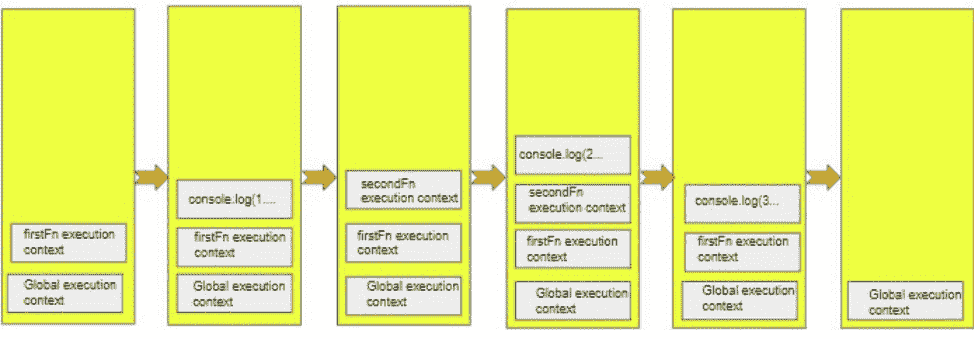 firstFn execution
context
Global execution
context
console.log(1....
firstFn execution
context
Global execution
context
secondFn
execution context
firstFn execution
context
Global execution
context
console.log(2...
secondFn
execution context
firstFn execution
context
Global execution
context
console.log(3...
firstFn execution
context
Global execution
context
Global execution
context